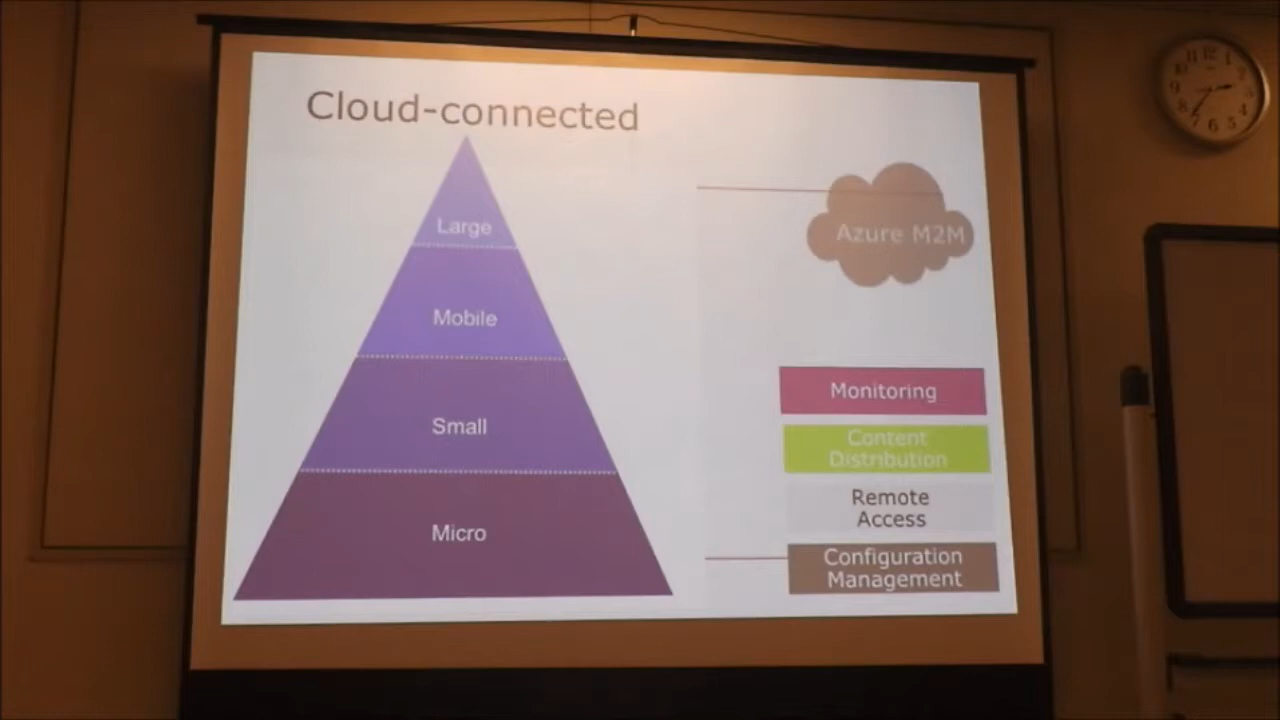 Cloud-connected
Large
Mobile
Small
Micro
Azure M2M
Monitoring
Content
Distribution
Remote
Access
Configuration
Management